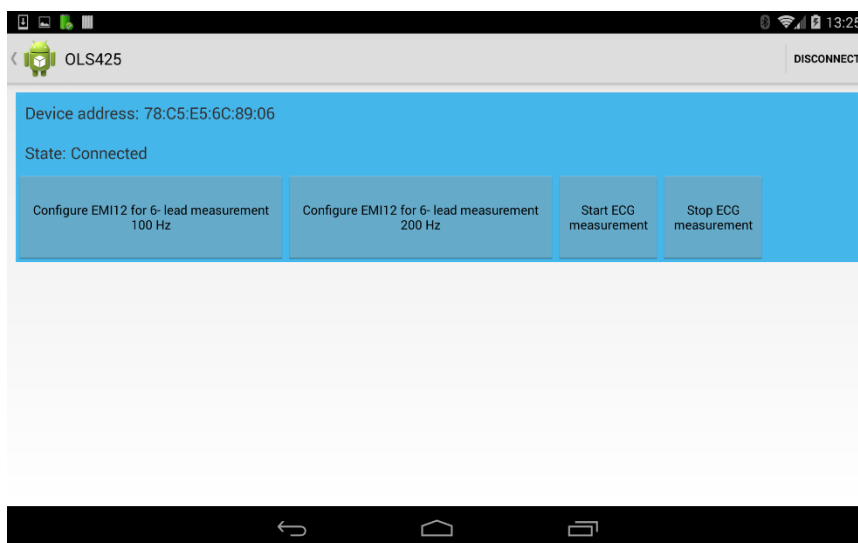 13:25
OLS425
DISCONNECT
Device address: 78:C5:E5:6C:89:06
State: Connected
Configure EMI12 for 6- lead measurement
100 Hz
Configure EMI12 for 6- lead measurement
200 Hz
Start ECG
measurement
Stop ECG
measurement